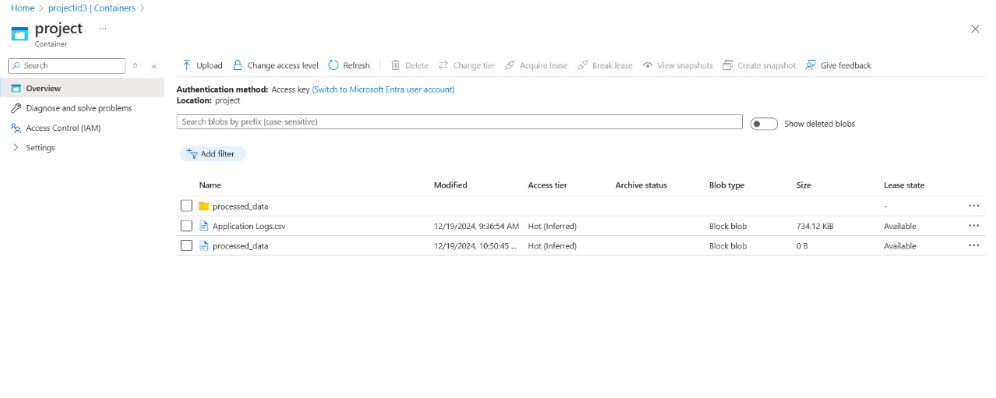 Home > projectid3 | Containers >
project ...
Container
Search
Overview
Diagnose and solve problems
Access Control (IAM)
Settings
Upload Change access level Refresh Delete Change tier Acquire lease Break lease View snapshots Create snapshot Give feedback
Authentication method: Access key (Switch to Microsoft Entra user account)
Location: project
Search blobs by prefix (case-sensitive)
Show deleted blobs
Add filter
Name Modified Access tier Archive status Blob type Size Lease state
processed_data - ...
Application Logs.csv 12/19/2024, 9:36:54 AM Hot (Inferred) Block blob 734.12 KiB Available ...
processed_data 12/19/2024, 10:50:45 ... Hot (Inferred) Block blob 0 B Available ...